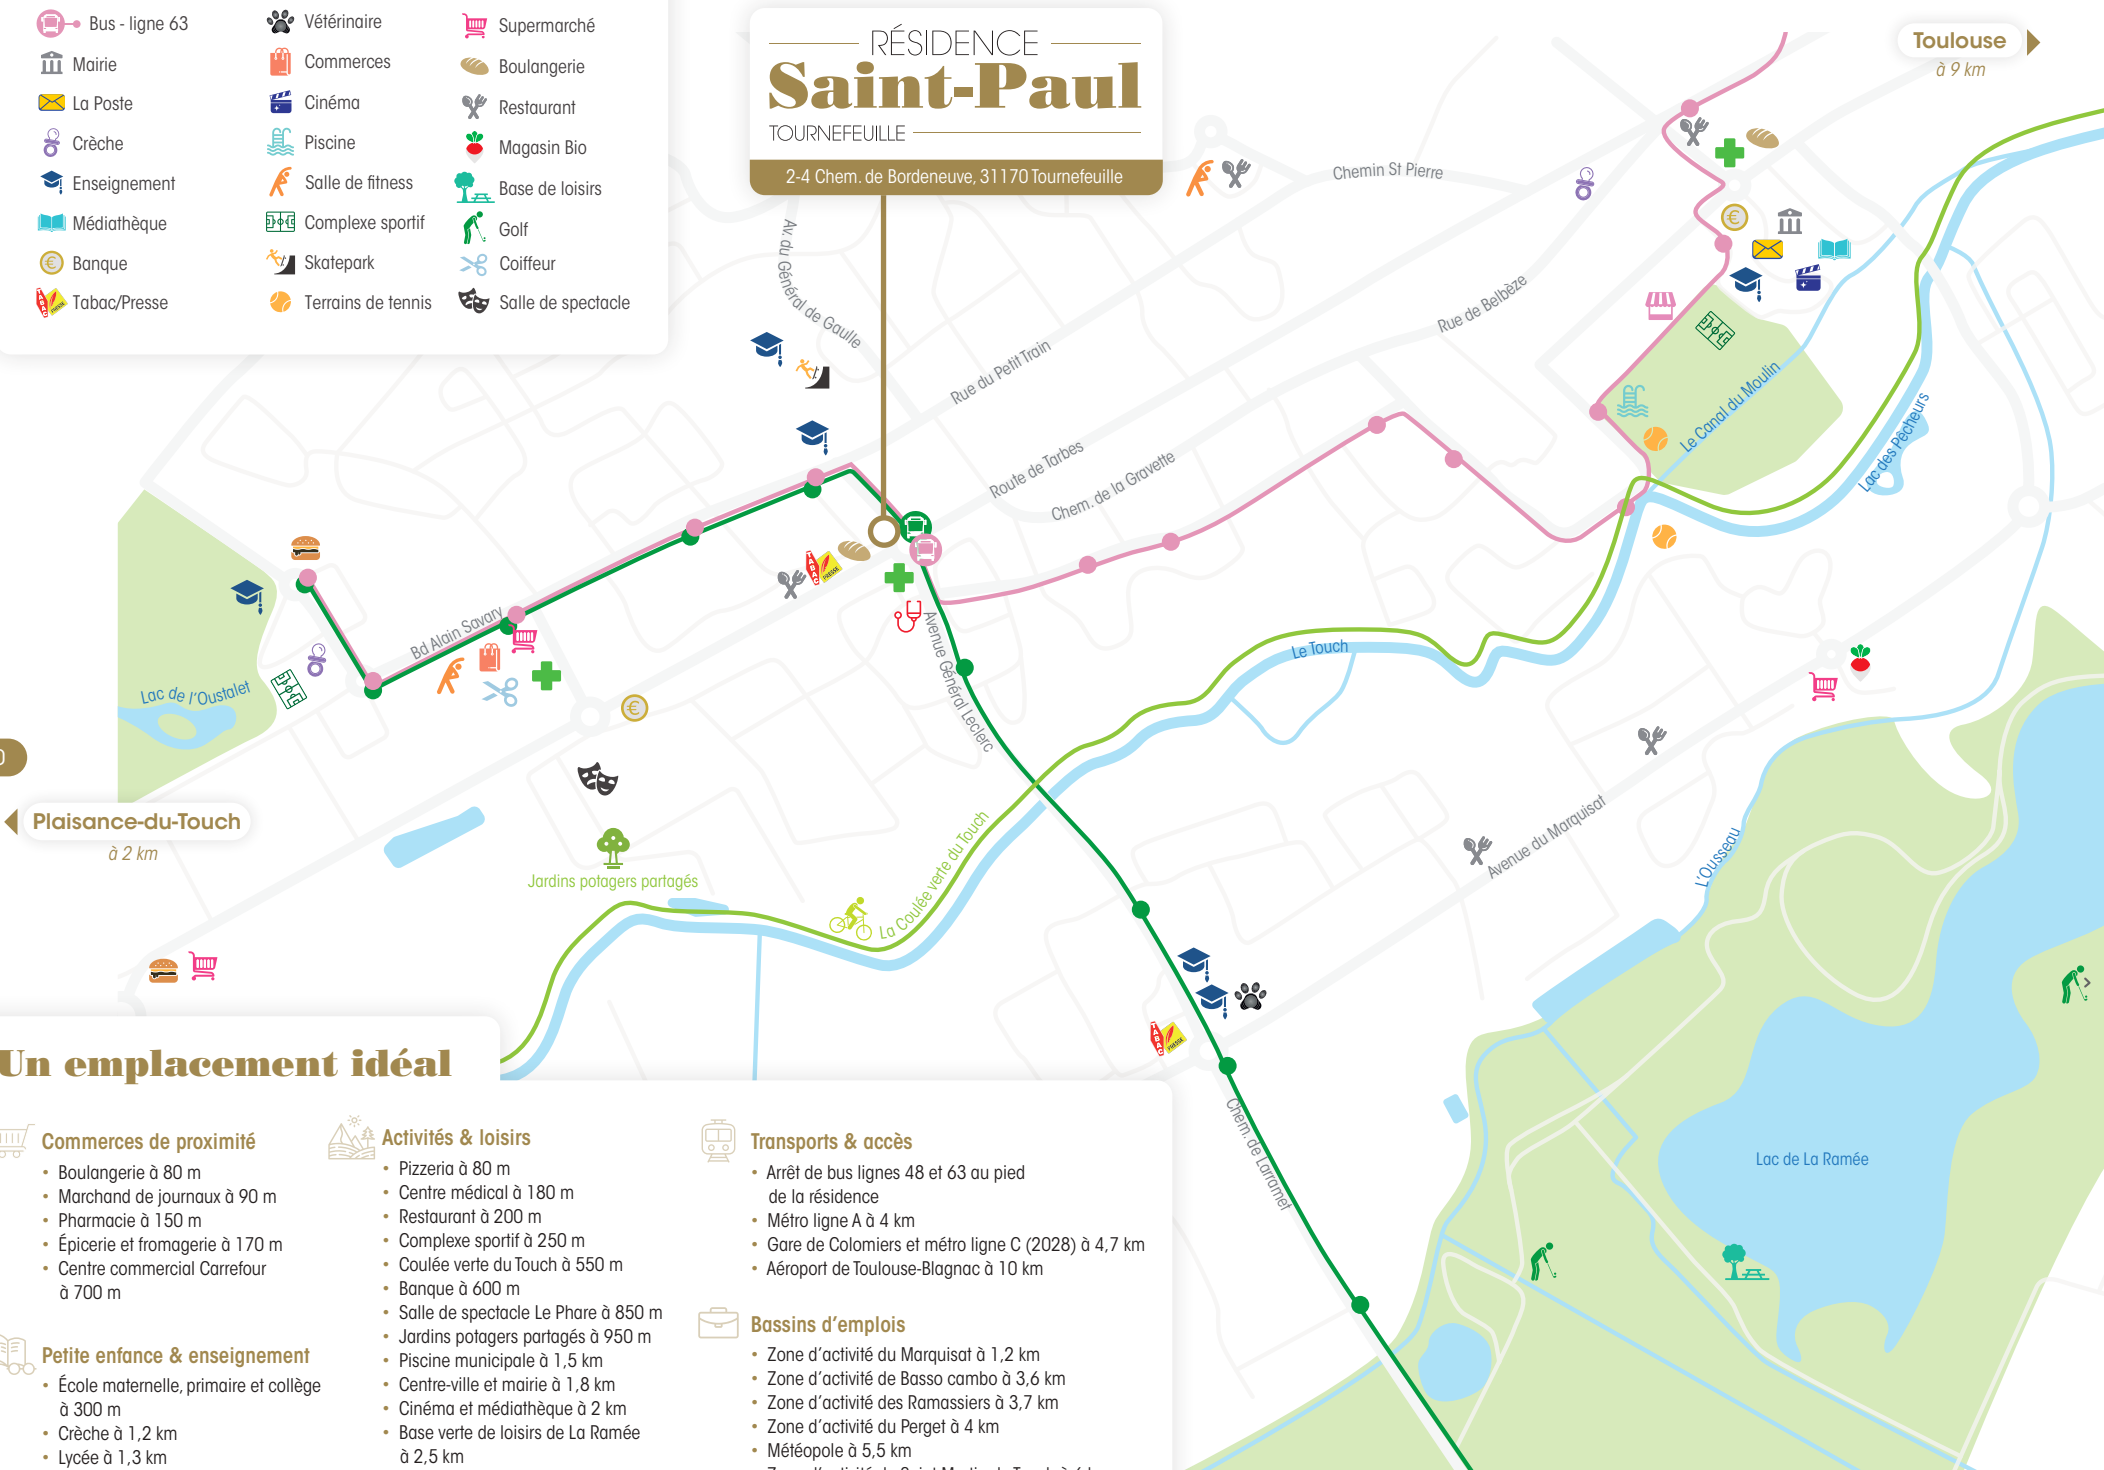 Bus - ligne 63
Mairie
La Poste
Crèche
Enseignement
Médiathèque
Banque
Tabac/Presse
Vétérinaire
Commerces
Cinéma
Piscine
Salle de fitness
Complexe sportif
Skatepark
Terrains de tennis
Supermarché
Boulangerie
Restaurant
Magasin Bio
Base de loisirs
Golf
Coiffeur
Salle de spectacle
RÉSIDENCE
Saint-Paul
TOURNEFEUILLE
2-4 Chem. de Bordeneuve, 31170 Tournefeuille
Toulouse
à 9 km
Chemin St Pierre
Av. du Général de Gaulle
Rue de Belbèze
Rue du Petit Train
Le Canal du Moulin
Lac des Pêcheurs
Route de Tarbes
Chem. de la Gravette
TABAC
PRESSE
Bd Alain Savary
Avenue Général Leclerc
Le Touch
Lac de l'Oustalet
Plaisance-du-Touch
à 2 km
Jardins potagers partagés
La Coulée verte du Touch
Avenue du Marquisat
L'Ousseau
TABAC
PRESSE
Chem. de Larramet
Lac de La Ramée
Un emplacement idéal
Commerces de proximité
• Boulangerie à 80 m
• Marchand de journaux à 90 m
• Pharmacie à 150 m
• Épicerie et fromagerie à 170 m
• Centre commercial Carrefour
à 700 m
Petite enfance & enseignement
• École maternelle, primaire et collège
à 300 m
• Crèche à 1,2 km
• Lycée à 1,3 km
Activités & loisirs
• Pizzeria à 80 m
• Centre médical à 180 m
• Restaurant à 200 m
• Complexe sportif à 250 m
• Coulée verte du Touch à 550 m
• Banque à 600 m
• Salle de spectacle Le Phare à 850 m
• Jardins potagers partagés à 950 m
• Piscine municipale à 1,5 km
• Centre-ville et mairie à 1,8 km
• Cinéma et médiathèque à 2 km
• Base verte de loisirs de La Ramée
à 2,5 km
Transports & accès
• Arrêt de bus lignes 48 et 63 au pied
de la résidence
• Métro ligne A à 4 km
• Gare de Colomiers et métro ligne C (2028) à 4,7 km
• Aéroport de Toulouse-Blagnac à 10 km
Bassins d'emplois
• Zone d'activité du Marquisat à 1,2 km
• Zone d'activité de Basso cambo à 3,6 km
• Zone d'activité des Ramassiers à 3,7 km
• Zone d'activité du Perget à 4 km
• Météopole à 5,5 km